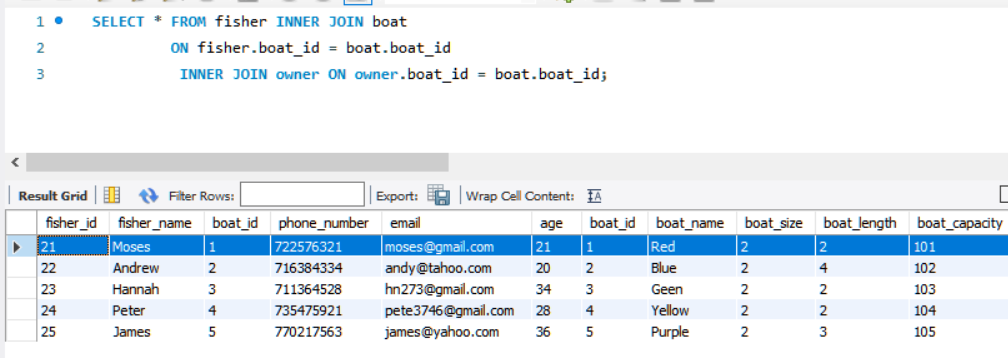 1 SELECT * FROM fisher INNER JOIN boat
2 ON fisher.boat_id = boat.boat_id
3 INNER JOIN owner ON owner.boat_id = boat.boat_id;
Result Grid Filter Rows: Export: Wrap Cell Content:
fisher_id fisher_name boat_id phone_number email age boat_id boat_name boat_size boat_length boat_capacity
21 Moses 1 722576321 moses@gmail.com 21 1 Red 2 2 101
22 Andrew 2 716384334 andy@tahoo.com 20 2 Blue 2 4 102
23 Hannah 3 711364528 hn273@gmail.com 34 3 Geen 2 2 103
24 Peter 4 735475921 pete3746@gmail.com 28 4 Yellow 2 2 104
25 James 5 770217563 james@yahoo.com 36 5 Purple 2 3 105